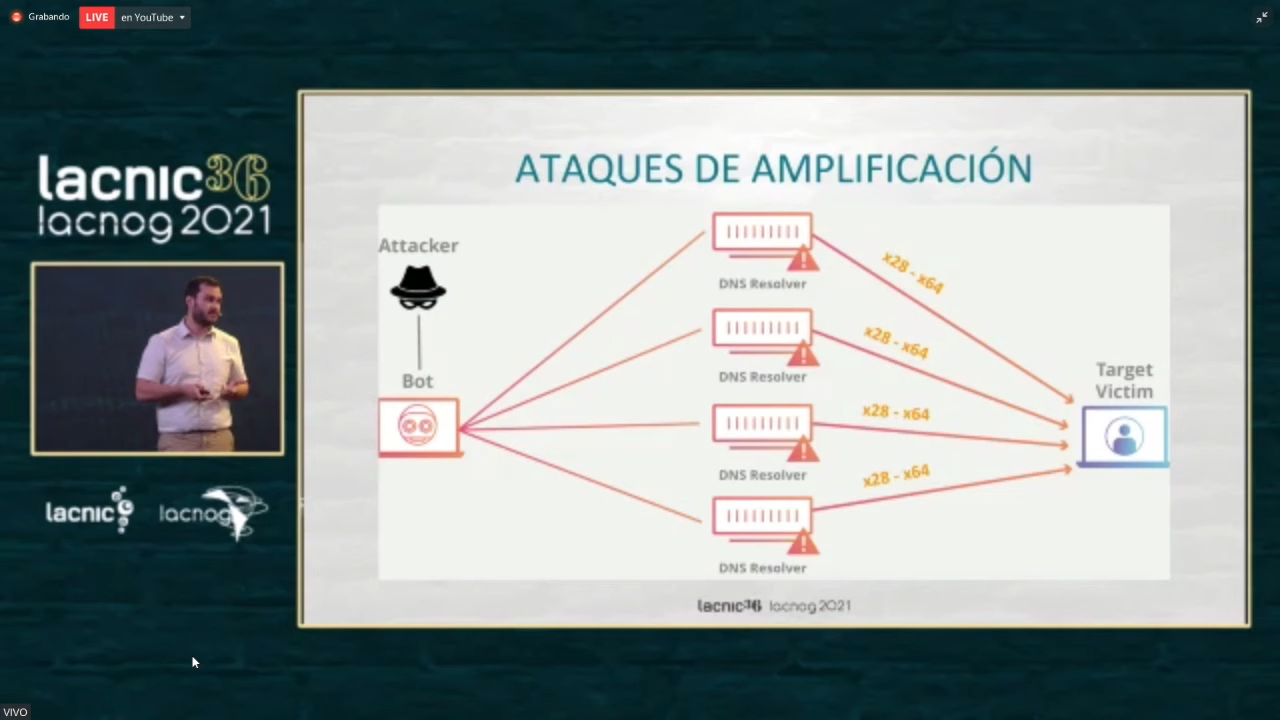 Grabando
LIVE en YouTube
lacnic36
lacnog 2021
lacnic
lacnog
ATAQUES DE AMPLIFICACIÓN
Attacker
Bot
DNS Resolver
DNS Resolver
DNS Resolver
DNS Resolver
x28 - x64
x28 - x64
x28 - x64
x28 - x64
Target
Victim
lacnic36 lacnog 2021
VIVO